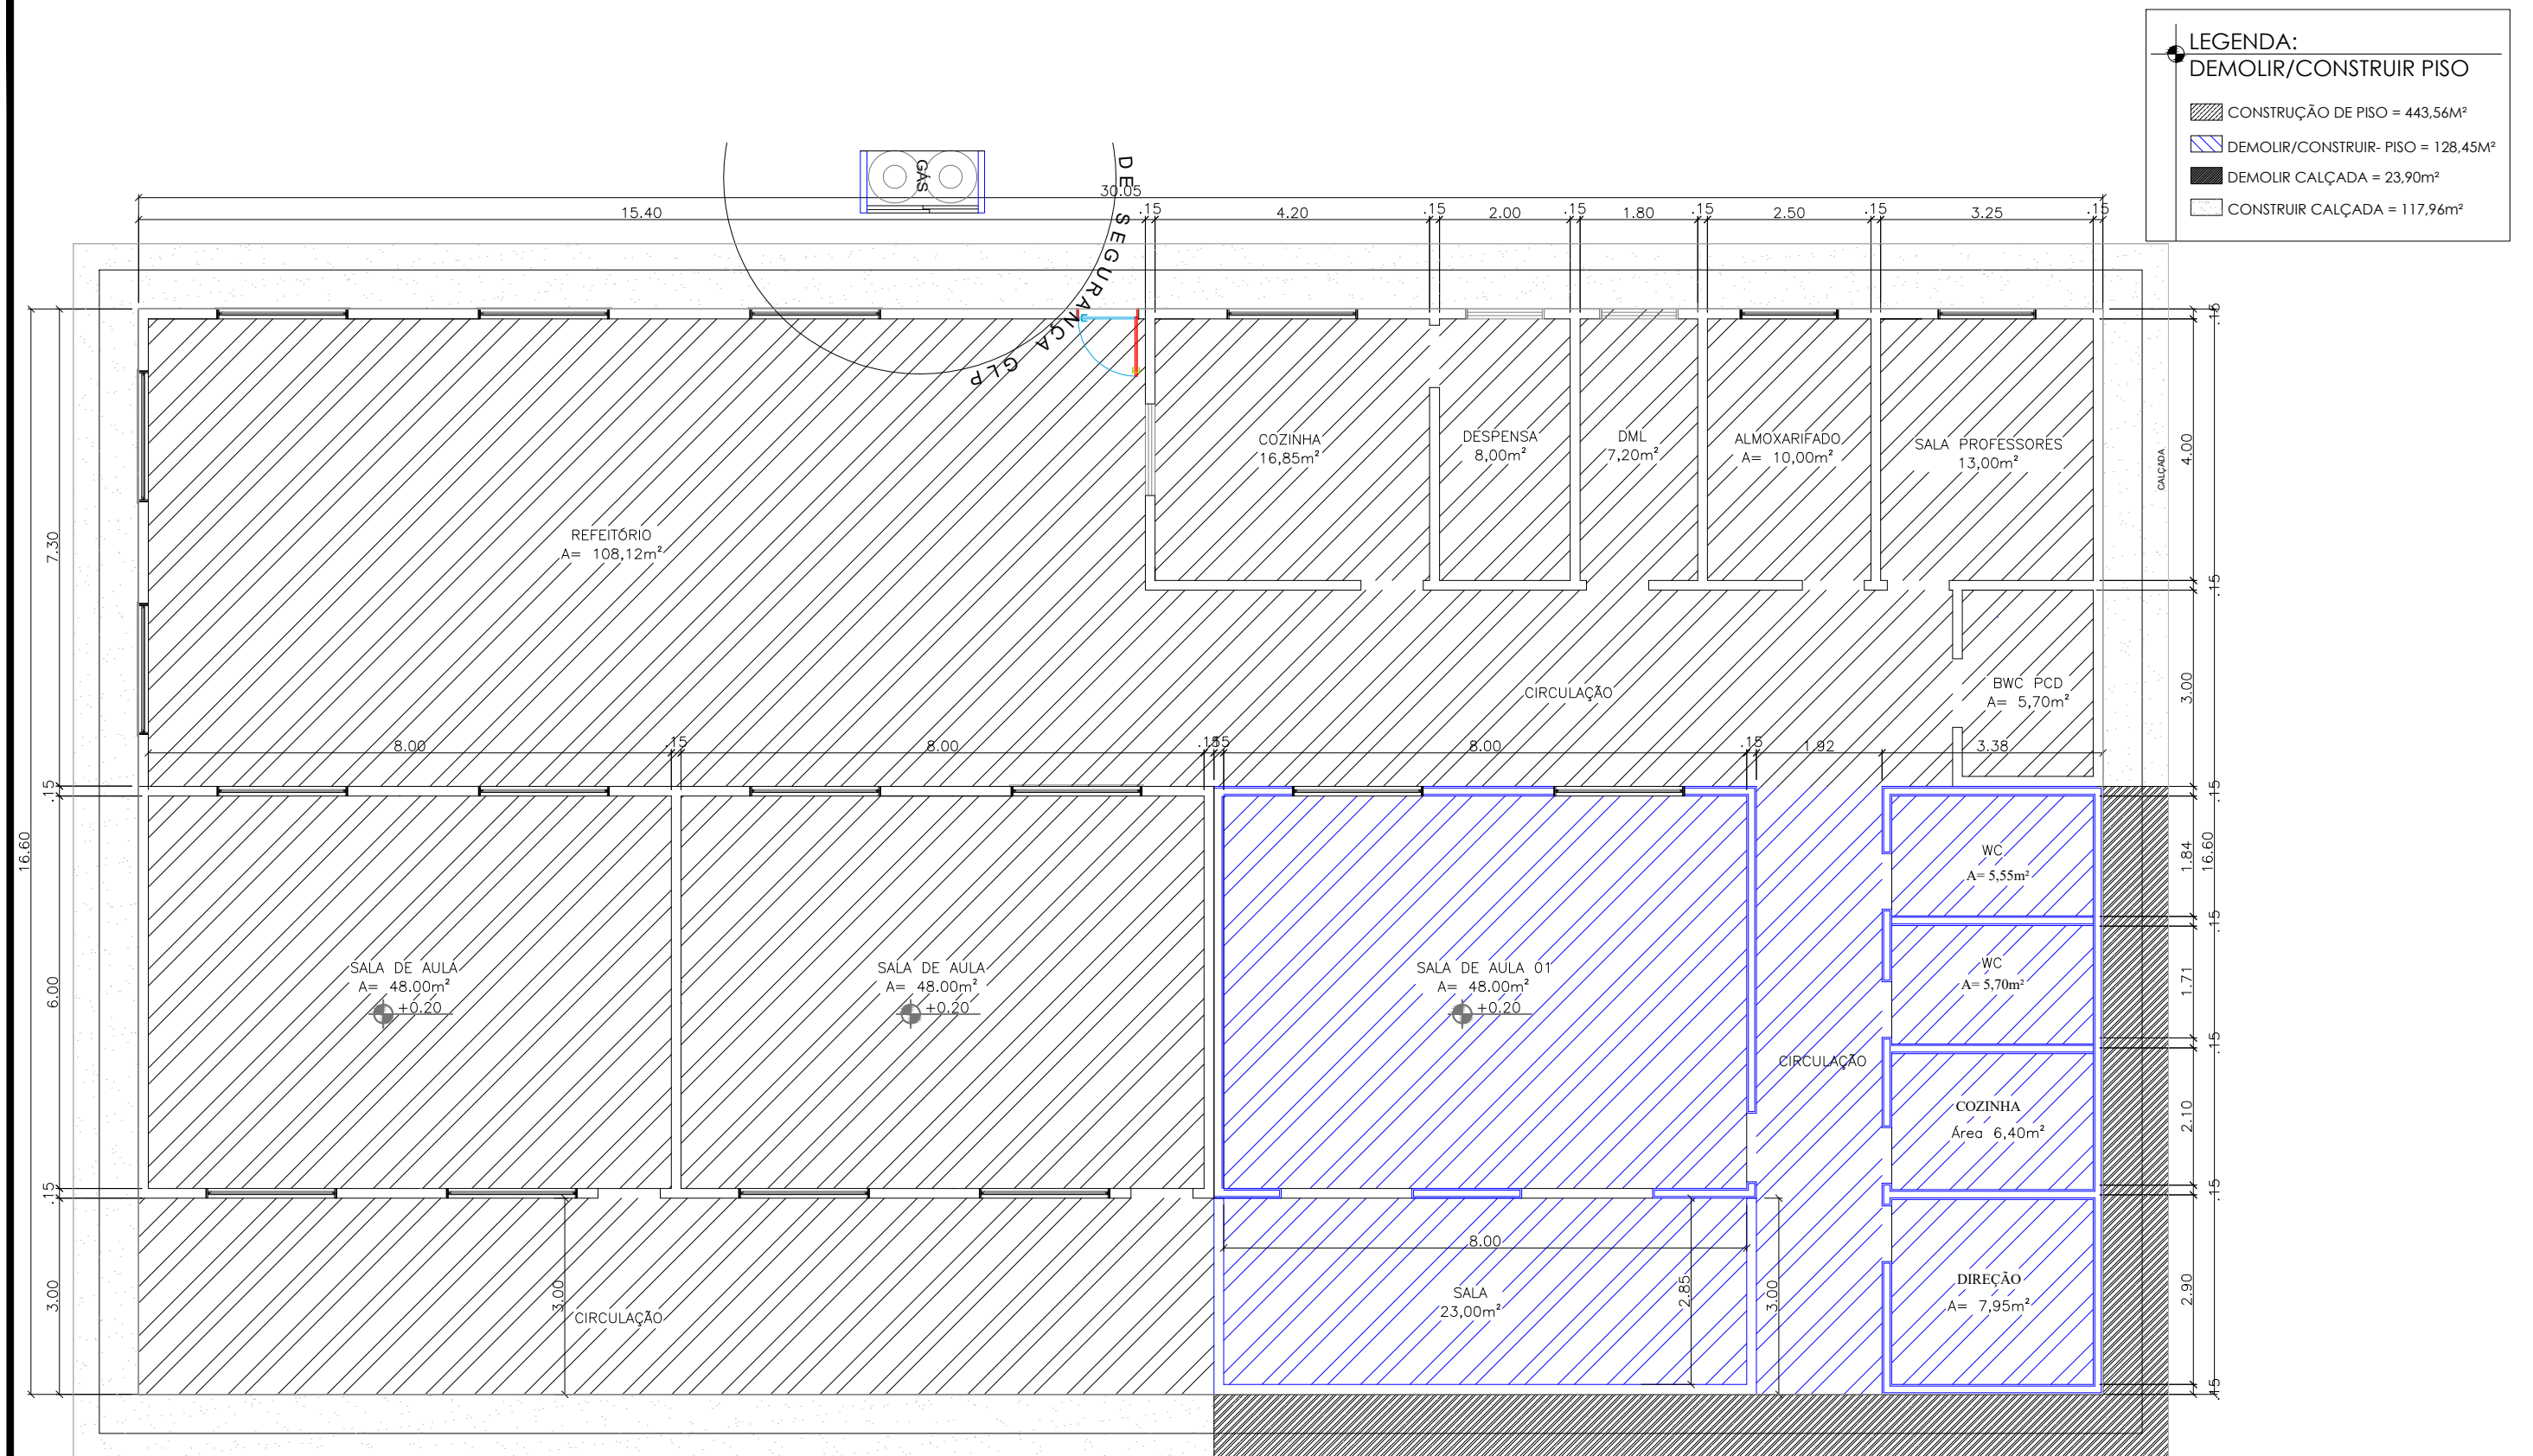 LEGENDA:
DEMOLIR/CONSTRUIR PISO
CONSTRUÇÃO DE PISO = 443,56M²
DEMOLIR/CONSTRUIR- PISO = 128,45M²
DEMOLIR CALÇADA = 23,90m²
CONSTRUIR CALÇADA = 117,96m²
GÁS
DE SEGURANÇA GLP
30.05
15.40
.15
4.20
.15
2.00
.15
1.80
.15
2.50
.15
3.25
.15
COZINHA
16,85m²
DESPENSA
8,00m²
DML
7,20m²
ALMOXARIFADO
A= 10,00m²
SALA PROFESSORES
13,00m²
CALÇADA
REFEITÓRIO
A= 108,12m²
CIRCULAÇÃO
BWC PCD
A= 5,70m²
8.00
.15
8.00
.15
.15
8.00
.15
1.92
3.38
7.30
.15
16.60
6.00
.15
3.00
.15
4.00
.15
3.00
.15
1.84
16.60
.15
1.71
.15
2.10
.15
2.90
.15
SALA DE AULA
A= 48.00m²
+0.20
SALA DE AULA
A= 48.00m²
+0.20
SALA DE AULA 01
A= 48.00m²
+0.20
WC
A= 5,55m²
WC
A= 5,70m²
CIRCULAÇÃO
COZINHA
Área 6,40m²
DIREÇÃO
A= 7,95m²
8.00
SALA
23,00m²
2.85
3.00
3.00
CIRCULAÇÃO